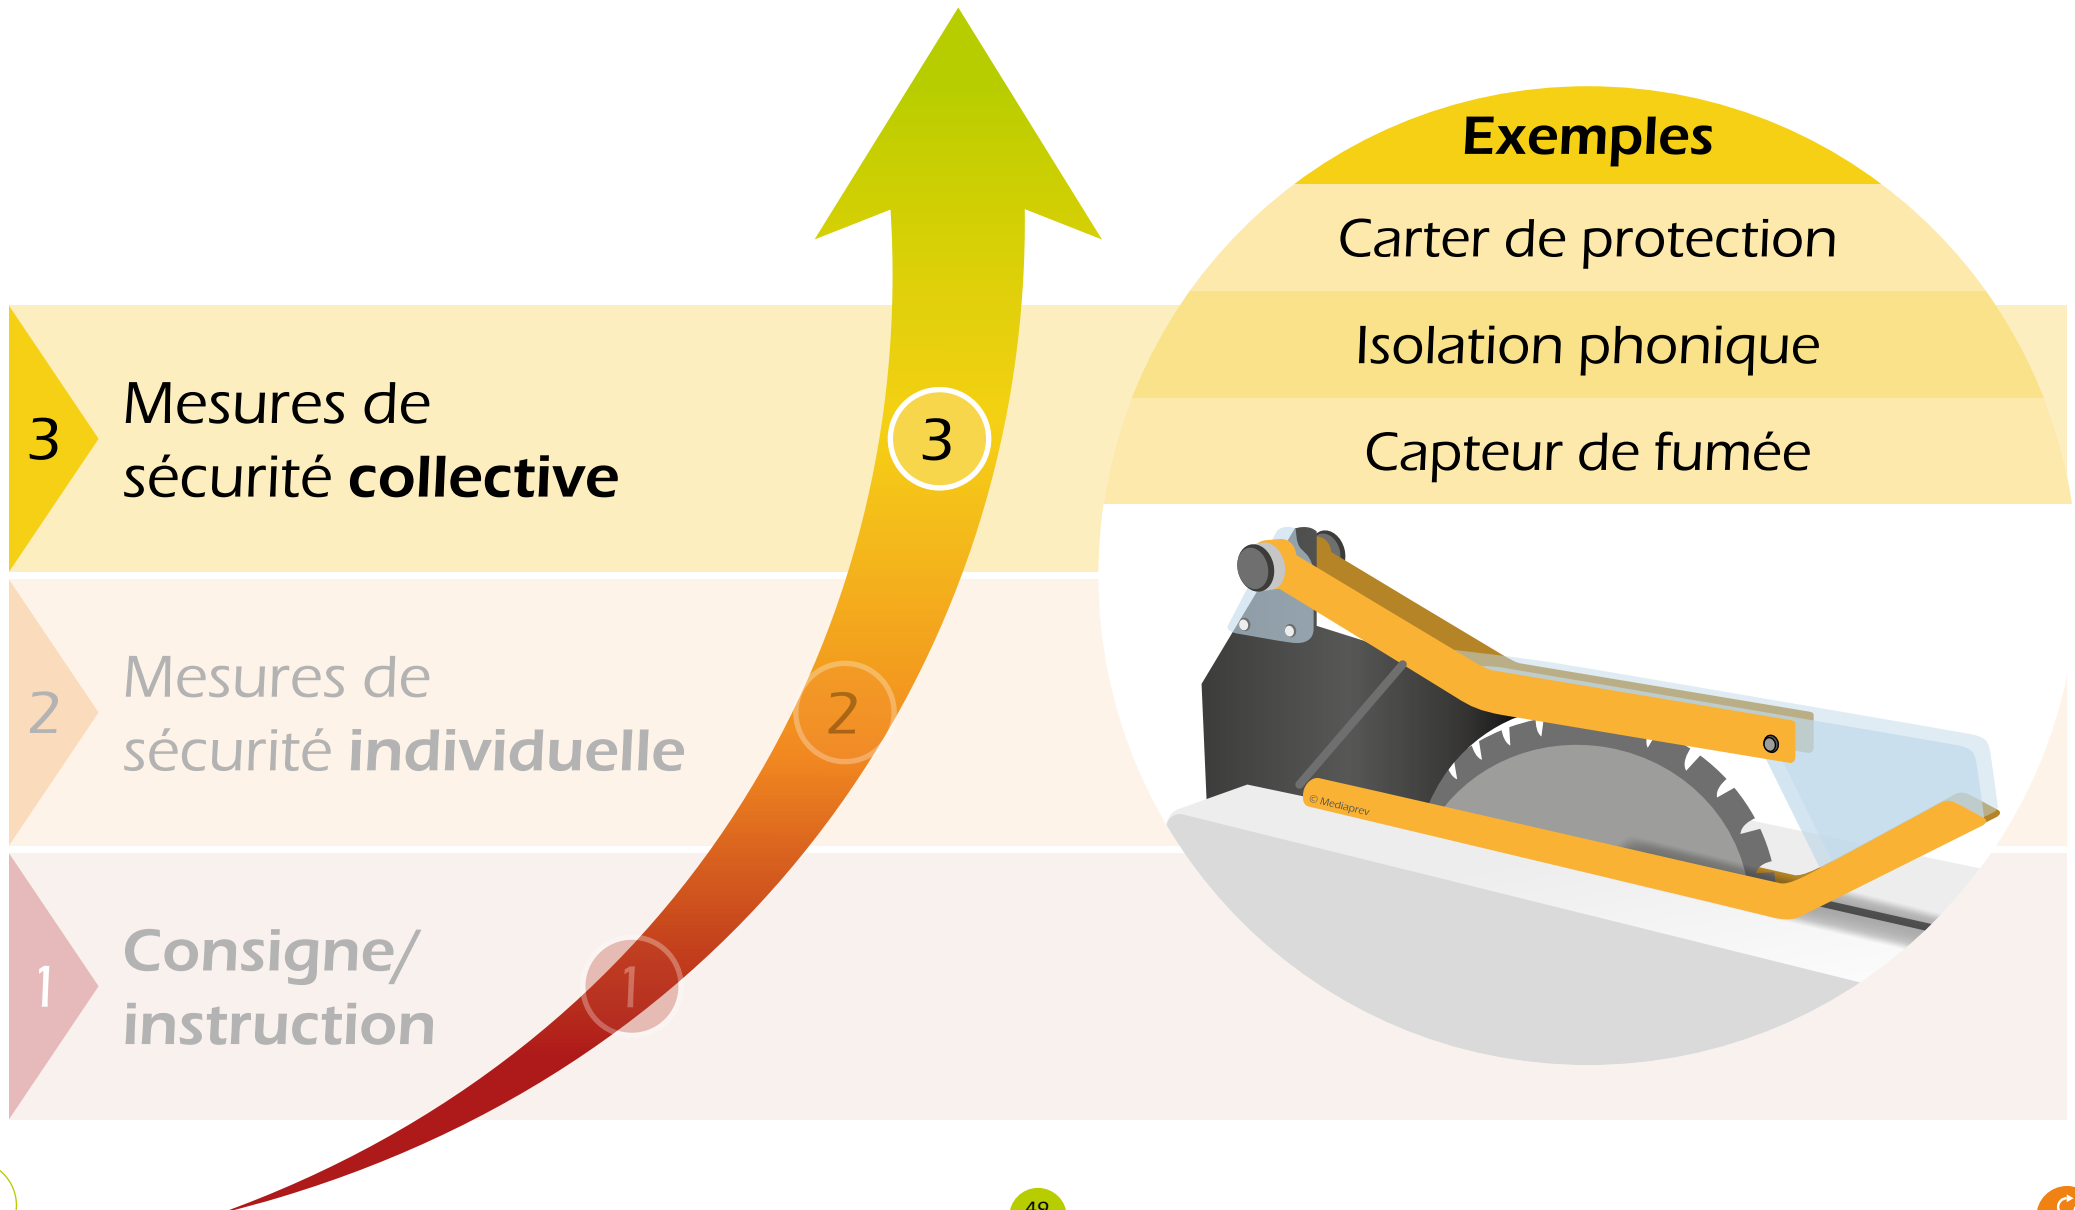 Exemples
Carter de protection
Isolation phonique
Capteur de fumée
3
Mesures de
sécurité collective
3
2
Mesures de
sécurité individuelle
2
1
Consigne/
instruction
1
© Mediaprev
49